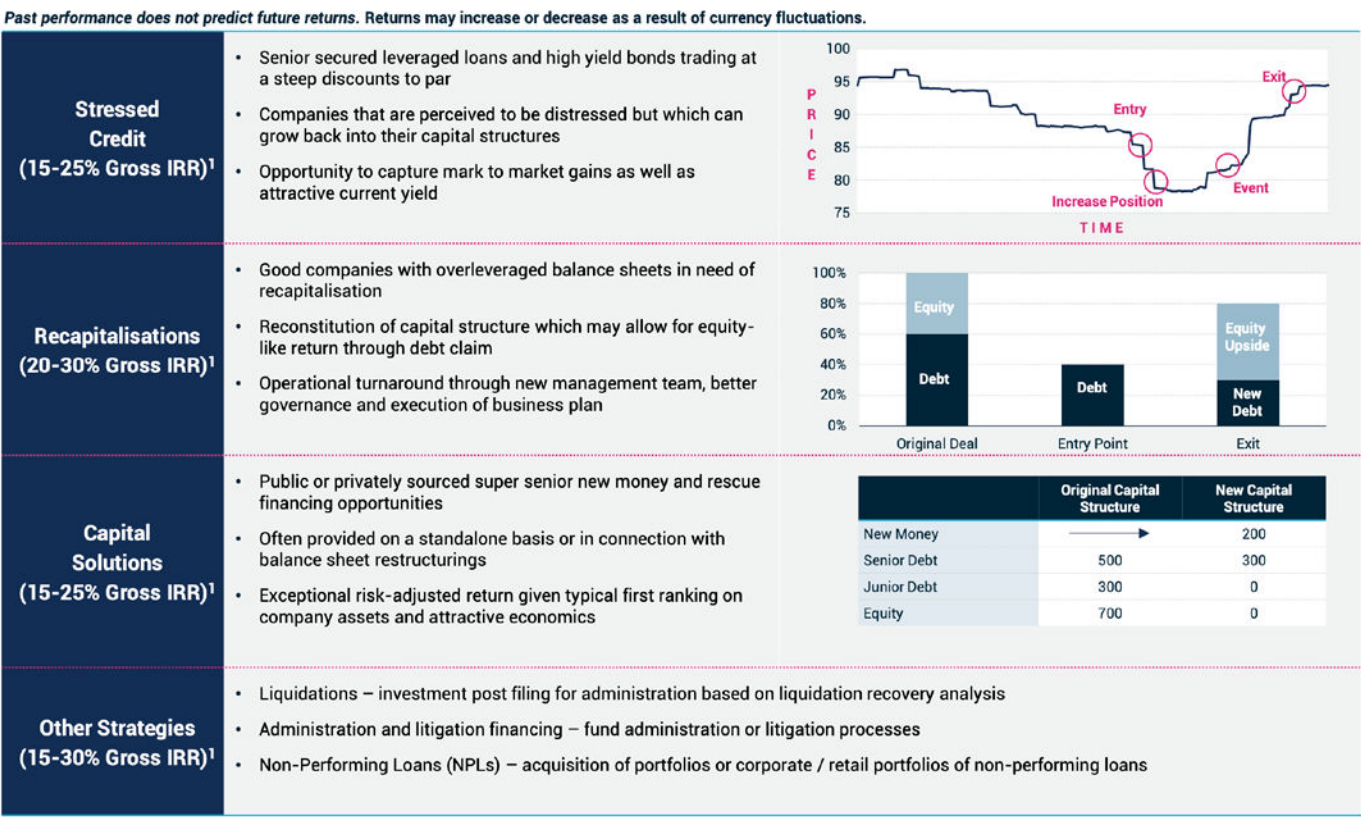 Past performance does not predict future returns. Returns may increase or decrease as a result of currency fluctuations.
Stressed
Credit
(15-25% Gross IRR)¹
• Senior secured leveraged loans and high yield bonds trading at
a steep discounts to par
• Companies that are perceived to be distressed but which can
grow back into their capital structures
• Opportunity to capture mark to market gains as well as
attractive current yield
PRICE
100
95
90
85
80
75
Entry
Increase Position
Event
Exit
TIME
Recapitalisations
(20-30% Gross IRR)¹
• Good companies with overleveraged balance sheets in need of
recapitalisation
• Reconstitution of capital structure which may allow for equity-
like return through debt claim
• Operational turnaround through new management team, better
governance and execution of business plan
100%
80%
60%
40%
20%
0%
Equity
Debt
Debt
Equity
Upside
New
Debt
Original Deal Entry Point Exit
Capital
Solutions
(15-25% Gross IRR)¹
• Public or privately sourced super senior new money and rescue
financing opportunities
• Often provided on a standalone basis or in connection with
balance sheet restructurings
• Exceptional risk-adjusted return given typical first ranking on
company assets and attractive economics
Original Capital
Structure
New Capital
Structure
New Money 200
Senior Debt 500 300
Junior Debt 300 0
Equity 700 0
Other Strategies
(15-30% Gross IRR)¹
• Liquidations – investment post filing for administration based on liquidation recovery analysis
• Administration and litigation financing – fund administration or litigation processes
• Non-Performing Loans (NPLs) – acquisition of portfolios or corporate / retail portfolios of non-performing loans